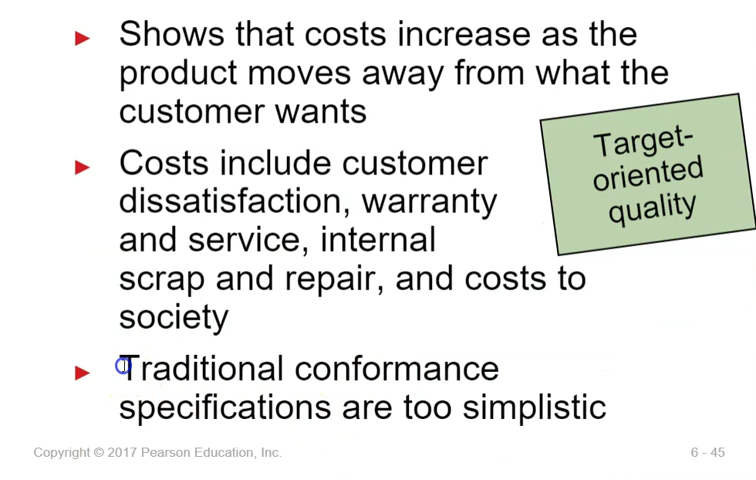 Shows that costs increase as the
product moves away from what the
customer wants
Target-
oriented
quality
Costs include customer
dissatisfaction, warranty
and service, internal
scrap and repair, and costs to
society
Traditional conformance
specifications are too simplistic
Copyright © 2017 Pearson Education, Inc.
6 - 45